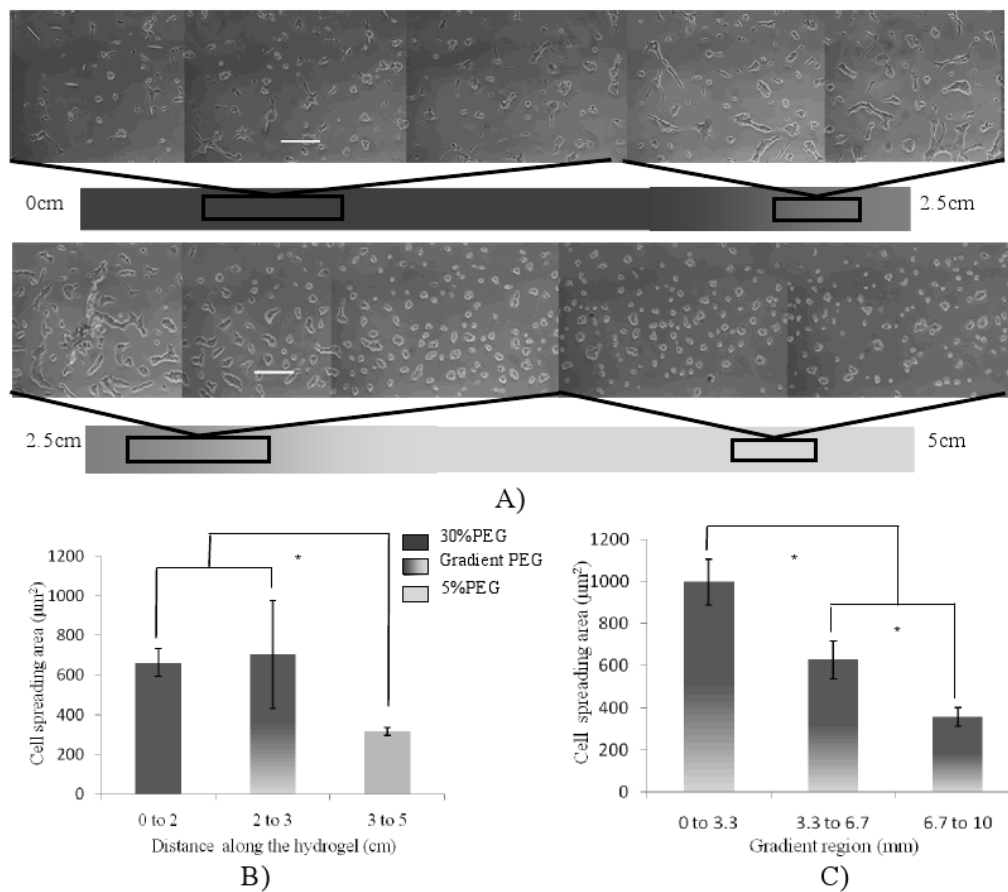 0cm
2.5cm
2.5cm
5cm
A)
Cell spreading area (µm²)
1200
1000
800
600
400
200
0
*
30%PEG
Gradient PEG
5%PEG
0 to 2
2 to 3
3 to 5
Distance along the hydrogel (cm)
B)
Cell spreading area (µm²)
1200
1000
800
600
400
200
0
*
*
0 to 3.3
3.3 to 6.7
6.7 to 10
Gradient region (mm)
C)